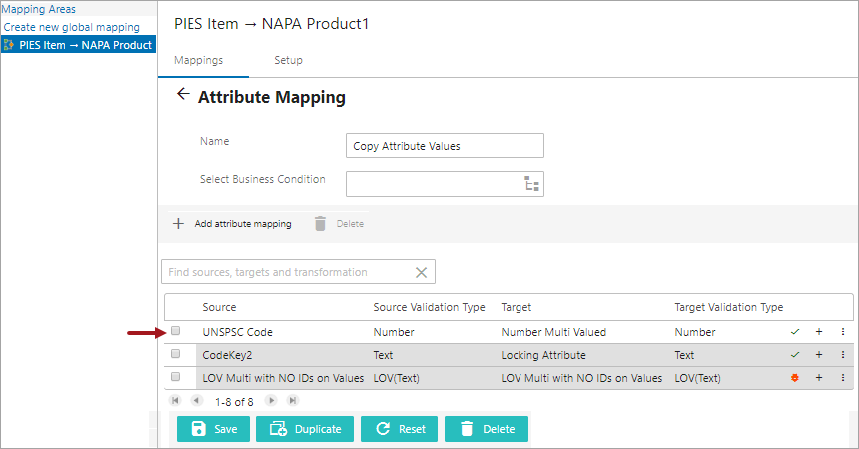 Mapping Areas
Create new global mapping
PIES Item → NAPA Product
PIES Item → NAPA Product1
Mappings Setup
← Attribute Mapping
Name Copy Attribute Values
Select Business Condition
+ Add attribute mapping Delete
Find sources, targets and transformation
Source Source Validation Type Target Target Validation Type
UNSPSC Code Number Number Multi Valued Number
CodeKey2 Text Locking Attribute Text
LOV Multi with NO IDs on Values LOV(Text) LOV Multi with NO IDs on Values LOV(Text)
1-8 of 8
Save Duplicate Reset Delete